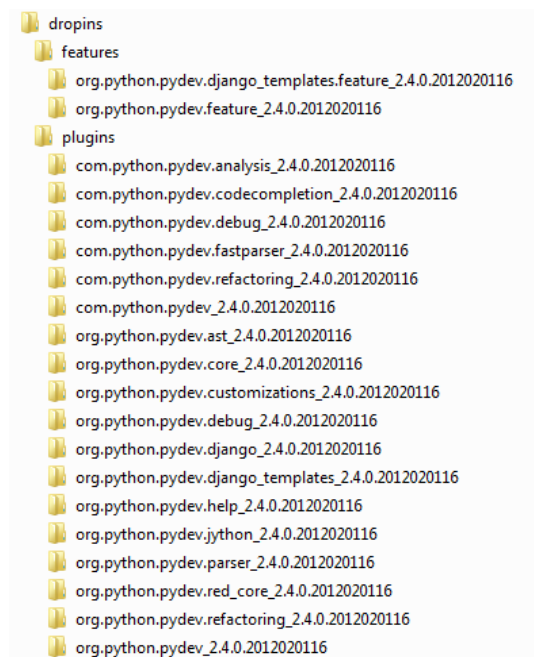 dropins
features
org.python.pydev.django_templates.feature_2.4.0.2012020116
org.python.pydev.feature_2.4.0.2012020116
plugins
com.python.pydev.analysis_2.4.0.2012020116
com.python.pydev.codecompletion_2.4.0.2012020116
com.python.pydev.debug_2.4.0.2012020116
com.python.pydev.fastparser_2.4.0.2012020116
com.python.pydev.refactoring_2.4.0.2012020116
com.python.pydev_2.4.0.2012020116
org.python.pydev.ast_2.4.0.2012020116
org.python.pydev.core_2.4.0.2012020116
org.python.pydev.customizations_2.4.0.2012020116
org.python.pydev.debug_2.4.0.2012020116
org.python.pydev.django_2.4.0.2012020116
org.python.pydev.django_templates_2.4.0.2012020116
org.python.pydev.help_2.4.0.2012020116
org.python.pydev.jython_2.4.0.2012020116
org.python.pydev.parser_2.4.0.2012020116
org.python.pydev.red_core_2.4.0.2012020116
org.python.pydev.refactoring_2.4.0.2012020116
org.python.pydev_2.4.0.2012020116